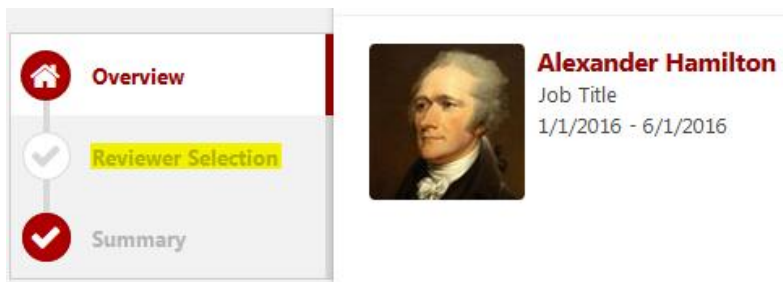 Overview
Reviewer Selection
Summary
Alexander Hamilton
Job Title
1/1/2016 - 6/1/2016